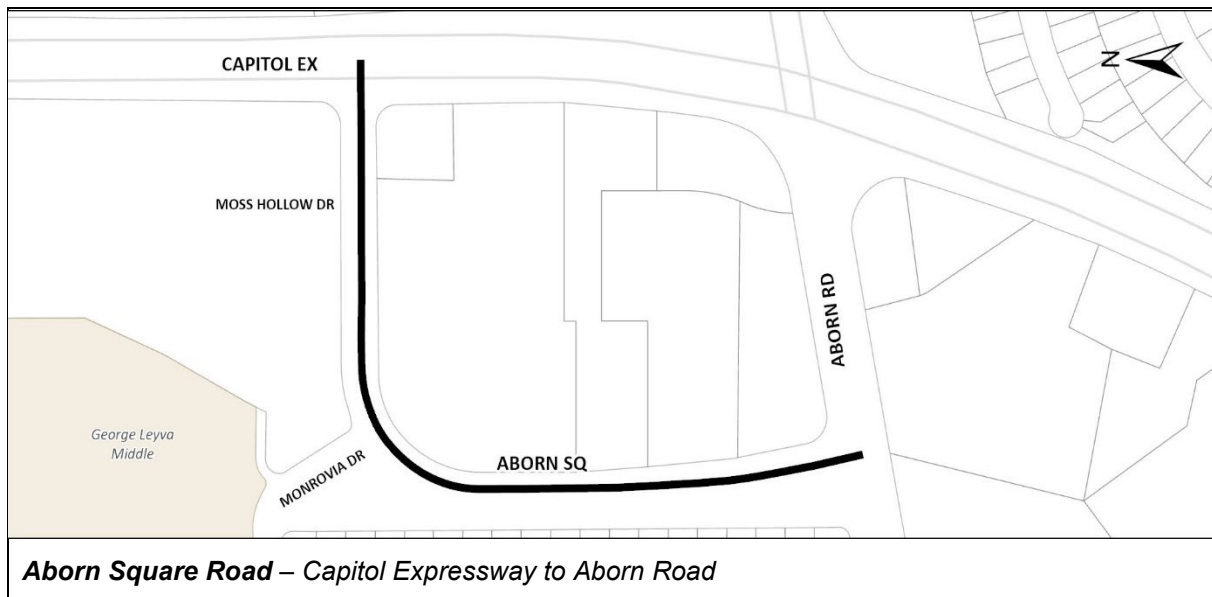 CAPITOL EX
N
MOSS HOLLOW DR
ABORN RD
George Leyva
Middle
MONROVIA DR
ABORN SQ
Aborn Square Road – Capitol Expressway to Aborn Road